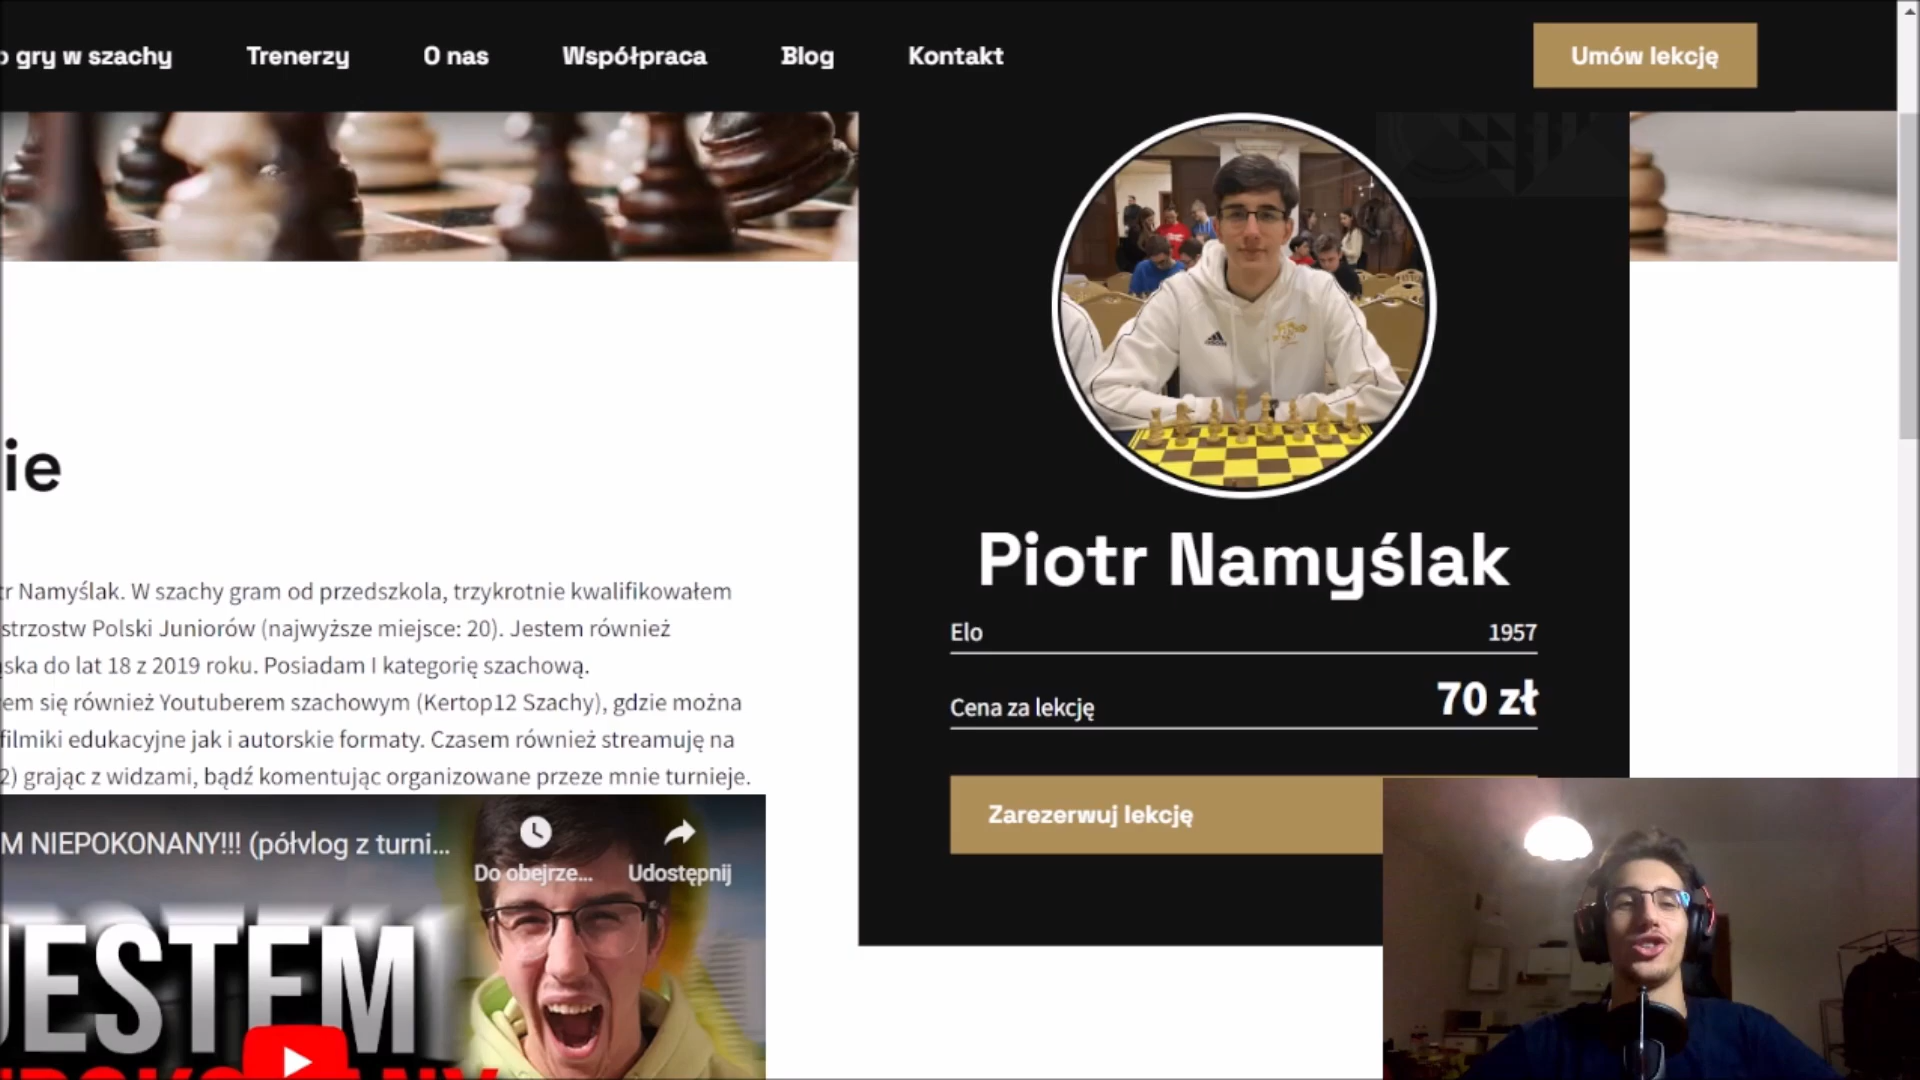 gry w szachy
Trenerzy
O nas
Współpraca
Blog
Kontakt
Umów lekcję
ie
Piotr Namyślak
Elo
1957
Cena za lekcję
70 zł
Zarezerwuj lekcję
tr Namyślak. W szachy gram od przedszkola, trzykrotnie kwalifikowałem
strzostw Polski Juniorów (najwyższe miejsce: 20). Jestem również
ska do lat 18 z 2019 roku. Posiadam I kategorię szachową.
em się również Youtuberem szachowym (Kertop12 Szachy), gdzie można
filmiki edukacyjne jak i autorskie formaty. Czasem również streamuję na
2) grając z widzami, bądź komentując organizowane przeze mnie turnieje.
M NIEPOKONANY!!! (półvlog z turni...
Do obejrze...
Udostępnij
JESTEM